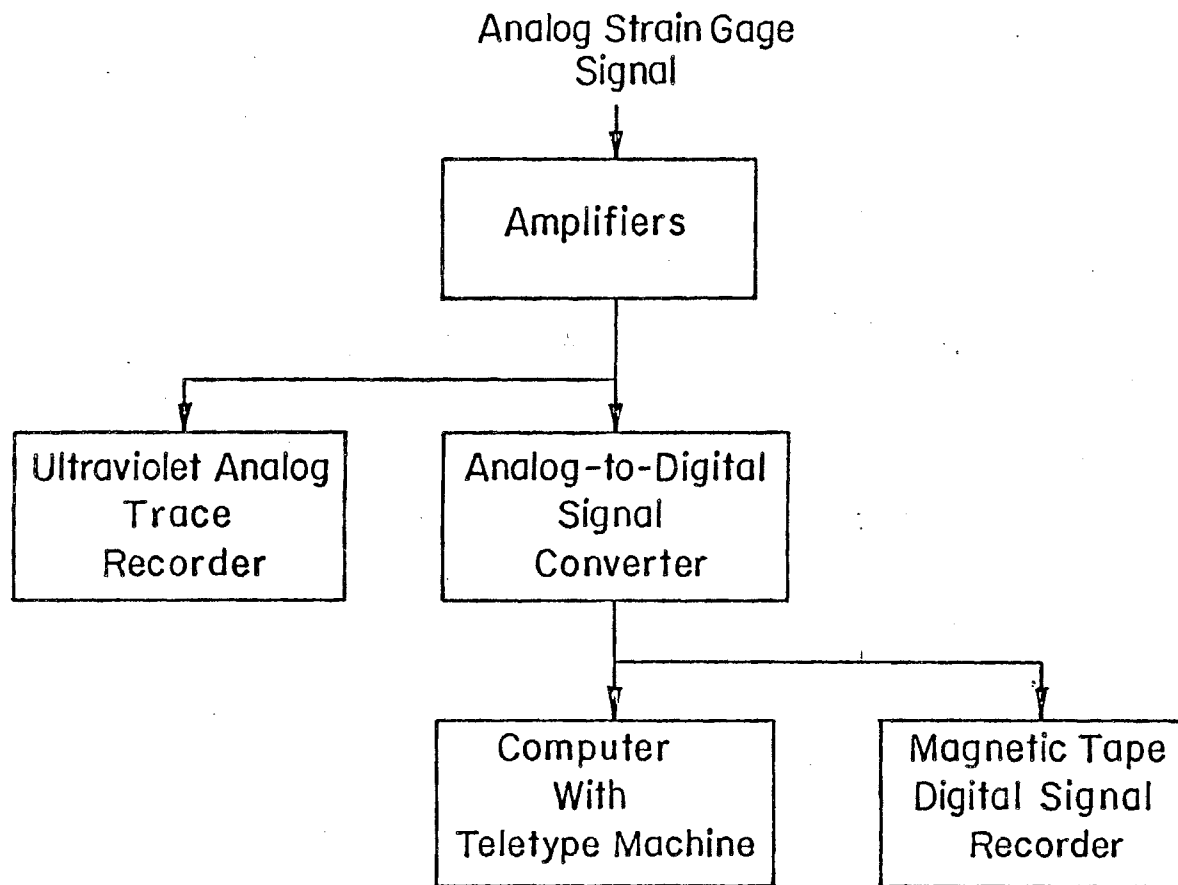 Analog Strain Gage
Signal
Amplifiers
Ultraviolet Analog
Trace
Recorder
Analog-to-Digital
Signal
Converter
Computer
With
Teletype Machine
Magnetic Tape
Digital Signal
Recorder